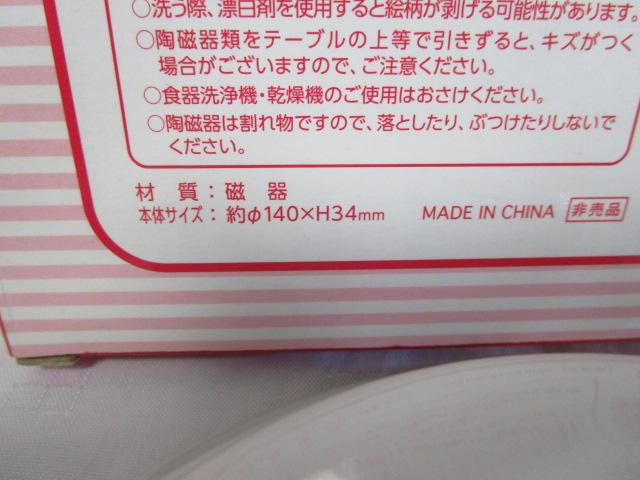 ○洗う際、漂白剤を使用すると絵柄が剥げる可能性があります。
○陶磁器類をテーブルの上等で引きずると、キズがつく
場合がございますので、ご注意ください。
○食器洗浄機・乾燥機のご使用はおさけください。
○陶磁器は割れ物ですので、落としたり、ぶつけたりしないで
ください。
材 質：磁 器
本体サイズ：約φ140×H34mm MADE IN CHINA 非売品